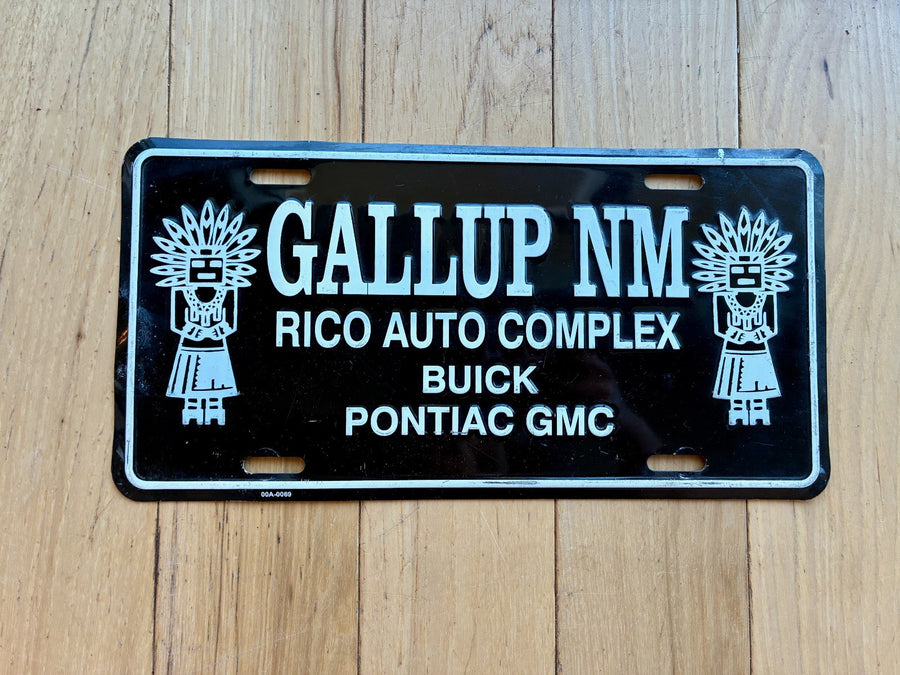 GALLUP NM
RICO AUTO COMPLEX
BUICK
PONTIAC GMC
00A-0069